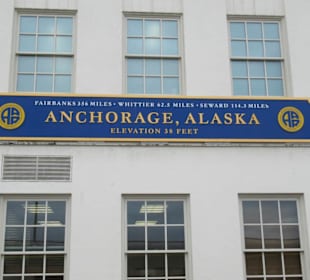 FAIRBANKS 356 MILES · WHITTIER 62.5 MILES · SEWARD 114.3 MILES
ANCHORAGE, ALASKA
ELEVATION 38 FEET